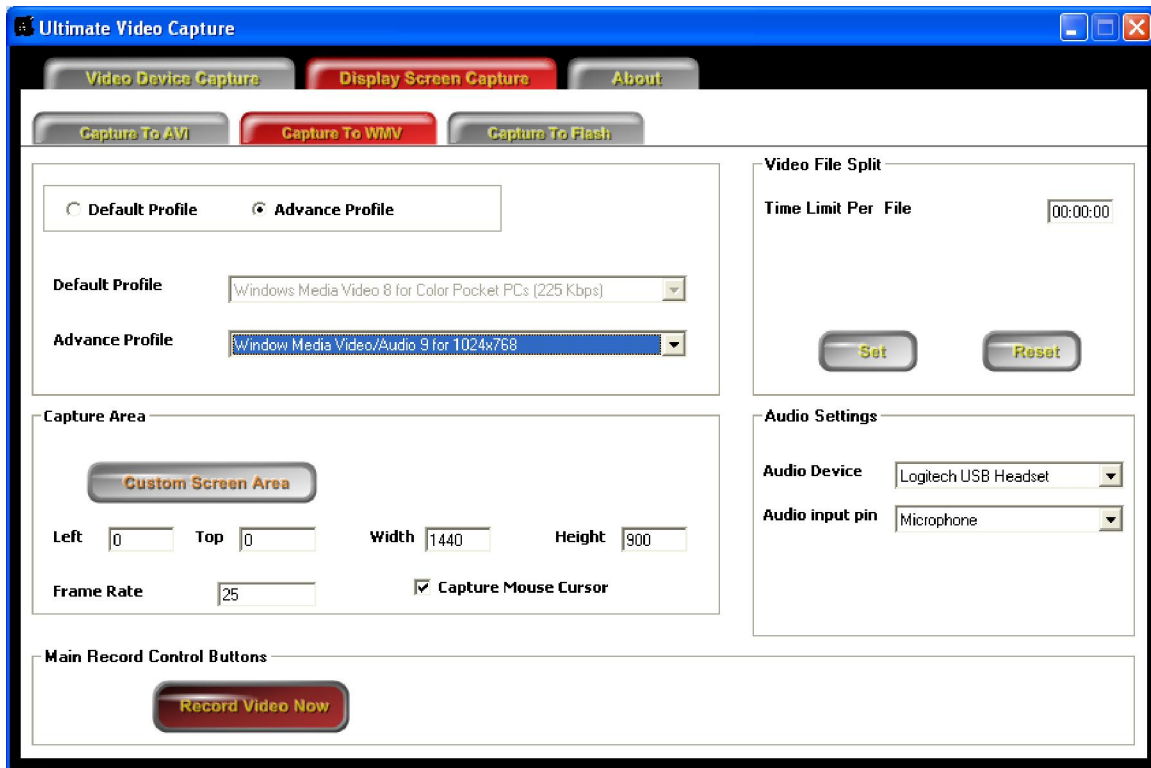 Ultimate Video Capture
Video Device Capture Display Screen Capture About
Capture To AVI Capture To WMV Capture To Flash
Default Profile Advance Profile
Default Profile Windows Media Video 8 for Color Pocket PCs (225 Kbps)
Advance Profile Window Media Video/Audio 9 for 1024x768
Video File Split
Time Limit Per File 00:00:00
Set Reset
Capture Area
Custom Screen Area
Left 0 Top 0 Width 1440 Height 900
Frame Rate 25 Capture Mouse Cursor
Audio Settings
Audio Device Logitech USB Headset
Audio input pin Microphone
Main Record Control Buttons
Record Video Now